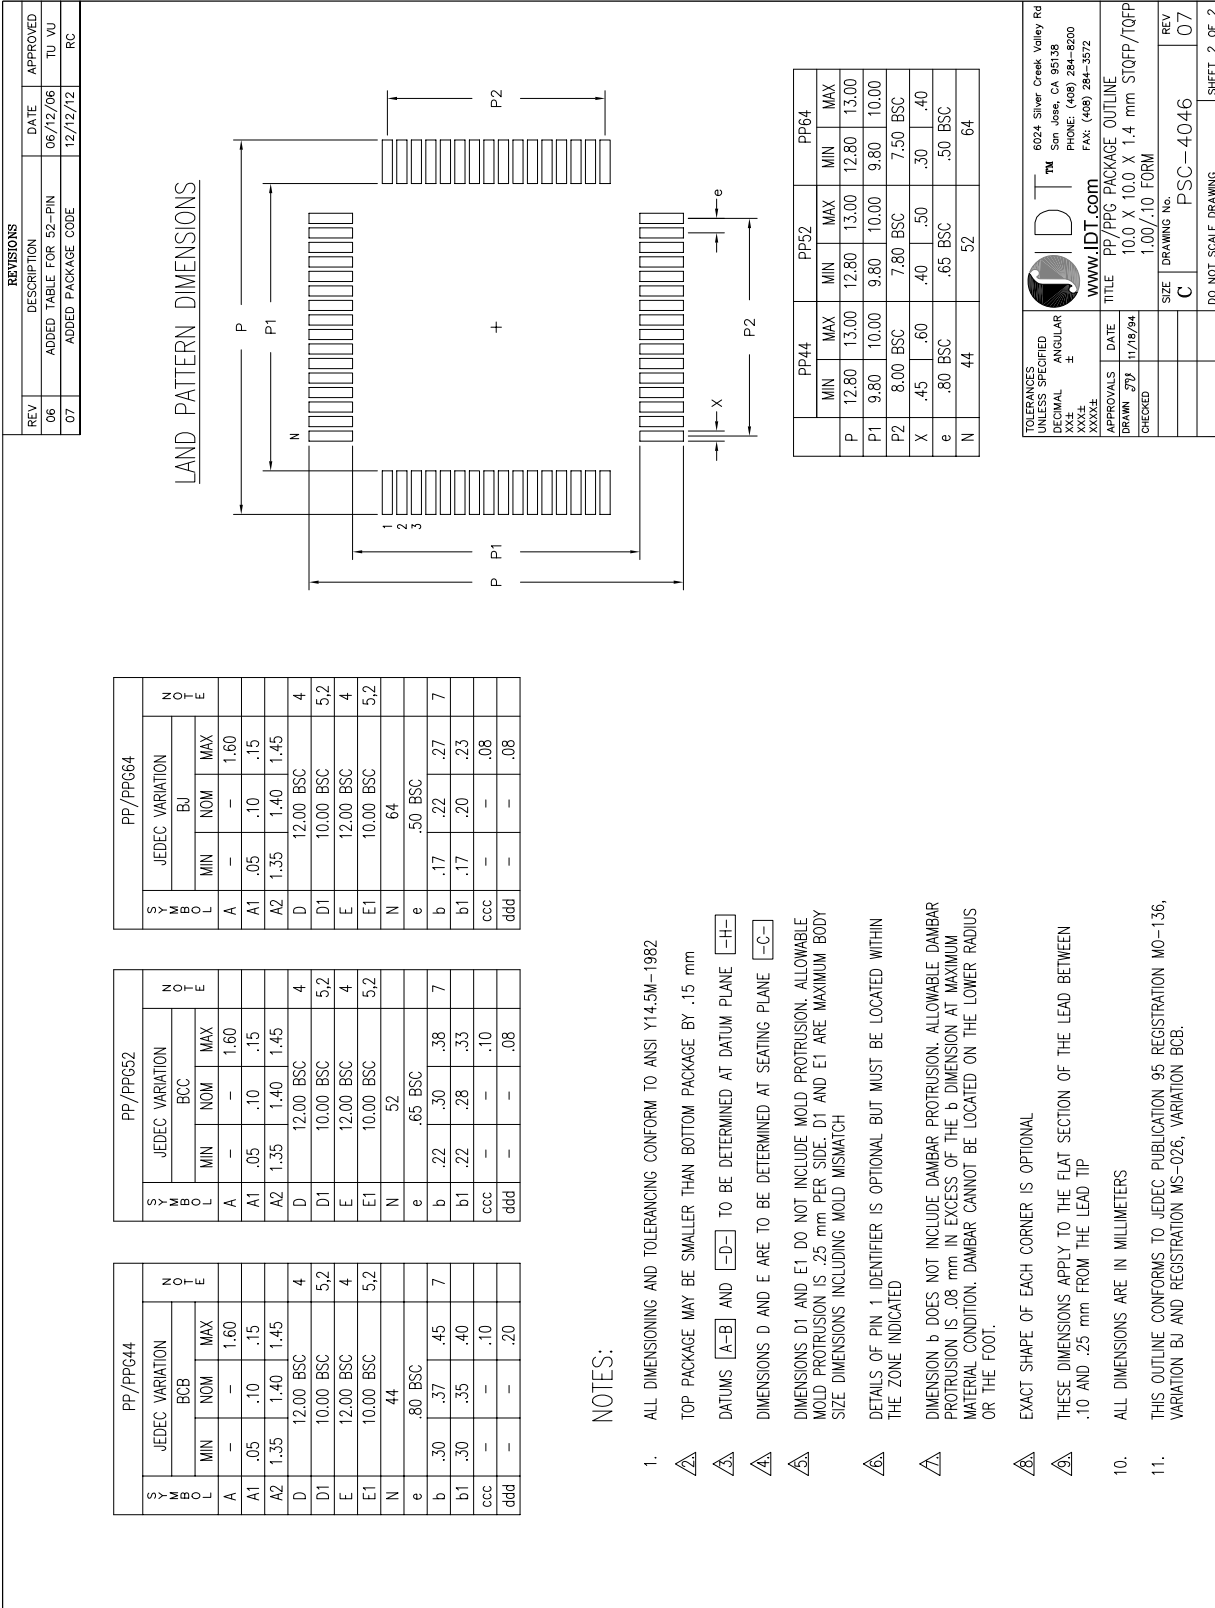 REVISIONS
REV DESCRIPTION DATE APPROVED
06 ADDED TABLE FOR 52-PIN 06/12/06 TU VU
07 ADDED PACKAGE CODE 12/12/12 RC
PP/PPG44
SYMBOL JEDEC VARIATION NOTE
BCB
MIN NOM MAX
A – – 1.60
A1 .05 .10 .15
A2 1.35 1.40 1.45
D 12.00 BSC 4
D1 10.00 BSC 5,2
E 12.00 BSC 4
E1 10.00 BSC 5,2
N 44
e .80 BSC
b .30 .37 .45 7
b1 .30 .35 .40
ccc – – .10
ddd – – .20
PP/PPG52
SYMBOL JEDEC VARIATION NOTE
BCC
MIN NOM MAX
A – – 1.60
A1 .05 .10 .15
A2 1.35 1.40 1.45
D 12.00 BSC 4
D1 10.00 BSC 5,2
E 12.00 BSC 4
E1 10.00 BSC 5,2
N 52
e .65 BSC
b .22 .30 .38 7
b1 .22 .28 .33
ccc – – .10
ddd – – .08
PP/PPG64
SYMBOL JEDEC VARIATION NOTE
BJ
MIN NOM MAX
A – – 1.60
A1 .05 .10 .15
A2 1.35 1.40 1.45
D 12.00 BSC 4
D1 10.00 BSC 5,2
E 12.00 BSC 4
E1 10.00 BSC 5,2
N 64
e .50 BSC
b .17 .22 .27 7
b1 .17 .20 .23
ccc – – .08
ddd – – .08
LAND PATTERN DIMENSIONS
P
P1
N
1
2
3
P
P1
P2
X
P2
e
PP44 PP52 PP64
MIN MAX MIN MAX MIN MAX
P 12.80 13.00 12.80 13.00 12.80 13.00
P1 9.80 10.00 9.80 10.00 9.80 10.00
P2 8.00 BSC 7.80 BSC 7.50 BSC
X .45 .60 .40 .50 .30 .40
e .80 BSC .65 BSC .50 BSC
N 44 52 64
NOTES:
1. ALL DIMENSIONING AND TOLERANCING CONFORM TO ANSI Y14.5M-1982
2. TOP PACKAGE MAY BE SMALLER THAN BOTTOM PACKAGE BY .15 mm
3. DATUMS A-B AND -D- TO BE DETERMINED AT DATUM PLANE -H-
4. DIMENSIONS D AND E ARE TO BE DETERMINED AT SEATING PLANE -C-
5. DIMENSIONS D1 AND E1 DO NOT INCLUDE MOLD PROTRUSION. ALLOWABLE
MOLD PROTRUSION IS .25 mm PER SIDE. D1 AND E1 ARE MAXIMUM BODY
SIZE DIMENSIONS INCLUDING MOLD MISMATCH
6. DETAILS OF PIN 1 IDENTIFIER IS OPTIONAL BUT MUST BE LOCATED WITHIN
THE ZONE INDICATED
7. DIMENSION b DOES NOT INCLUDE DAMBAR PROTRUSION. ALLOWABLE DAMBAR
PROTRUSION IS .08 mm IN EXCESS OF THE b DIMENSION AT MAXIMUM
MATERIAL CONDITION. DAMBAR CANNOT BE LOCATED ON THE LOWER RADIUS
OR THE FOOT.
8. EXACT SHAPE OF EACH CORNER IS OPTIONAL
9. THESE DIMENSIONS APPLY TO THE FLAT SECTION OF THE LEAD BETWEEN
.10 AND .25 mm FROM THE LEAD TIP
10. ALL DIMENSIONS ARE IN MILLIMETERS
11. THIS OUTLINE CONFORMS TO JEDEC PUBLICATION 95 REGISTRATION MO-136,
VARIATION BJ AND REGISTRATION MS-026, VARIATION BCB.
TOLERANCES
UNLESS SPECIFIED
DECIMAL ANGULAR
XX± ±
XXX±
XXXX±
APPROVALS DATE
DRAWN 11/18/94
CHECKED
IDT TM
www.IDT.com
6024 Silver Creek Valley Rd
San Jose, CA 95138
PHONE: (408) 284-8200
FAX: (408) 284-3572
TITLE PP/PPG PACKAGE OUTLINE
10.0 X 10.0 X 1.4 mm STQFP/TQFP
1.00/.10 FORM
SIZE DRAWING No. REV
C PSC-4046 07
DO NOT SCALE DRAWING SHEET 2 OF 2